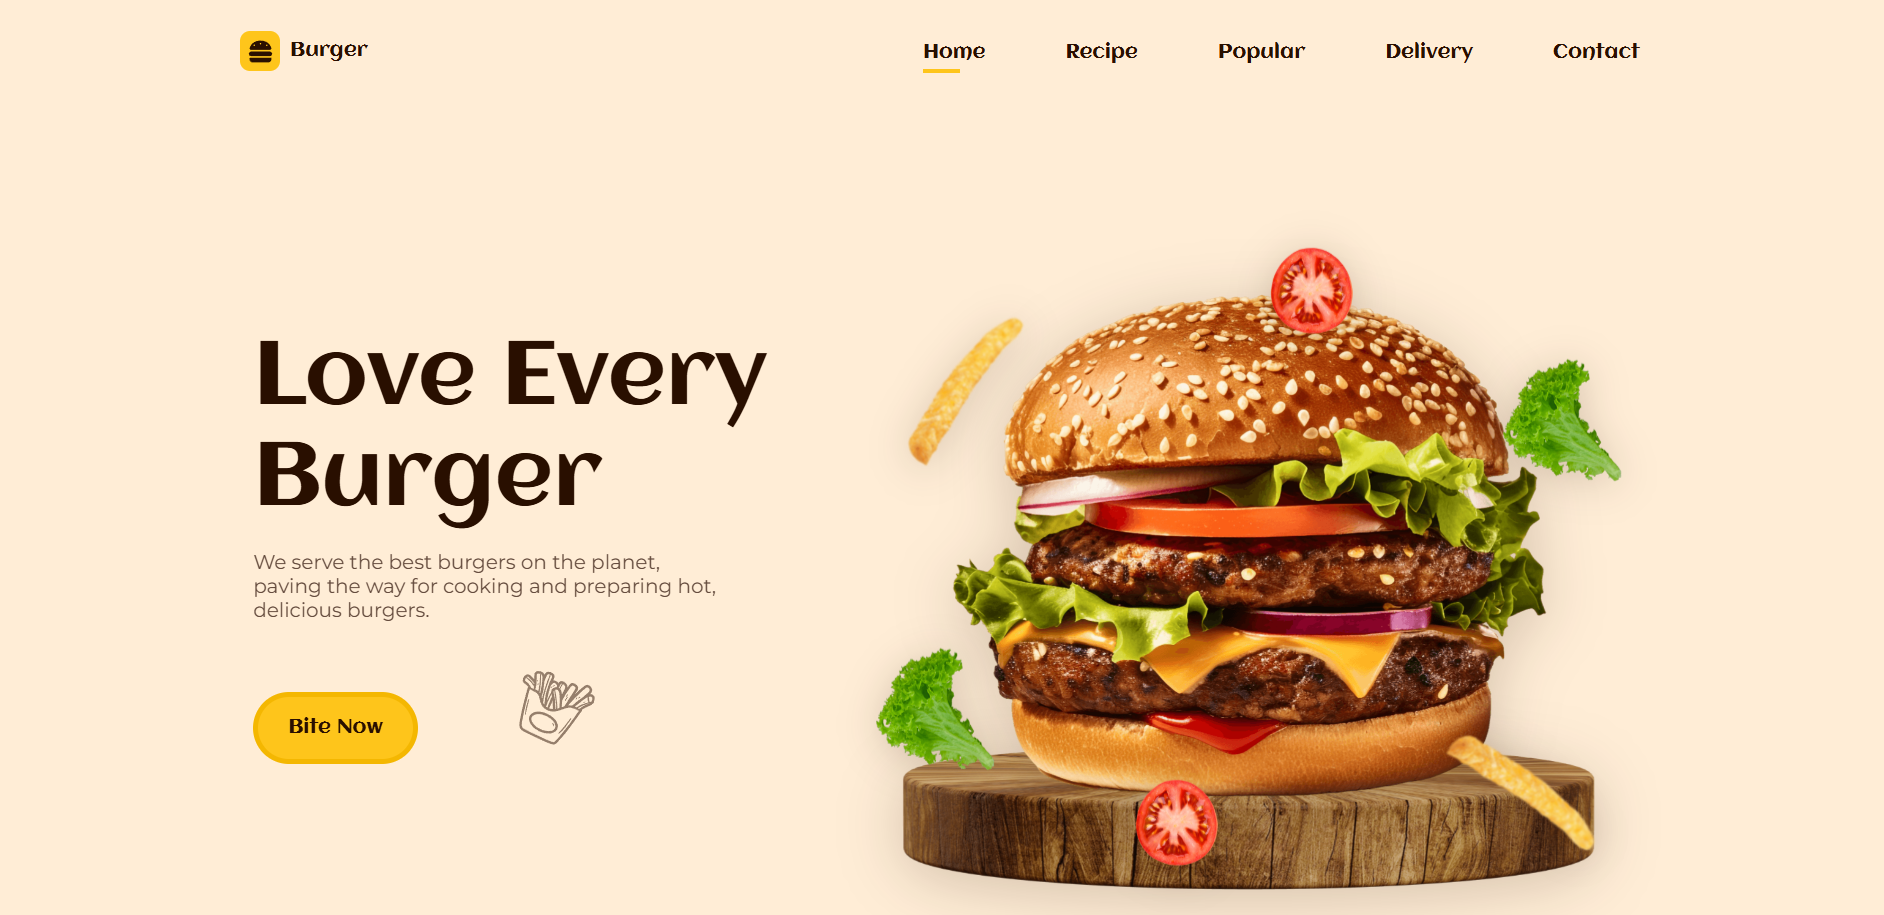 Burger
Home Recipe Popular Delivery Contact
Love Every
Burger
We serve the best burgers on the planet,
paving the way for cooking and preparing hot,
delicious burgers.
Bite Now